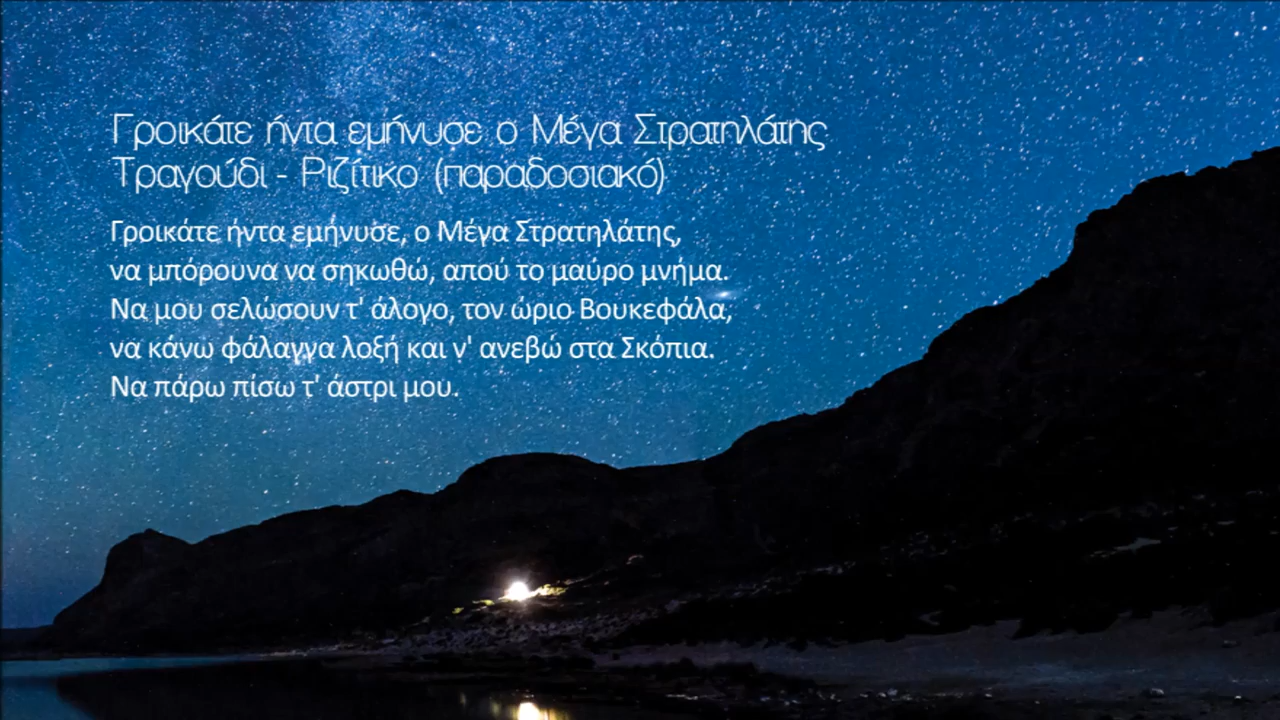 Γροικάτε ήντα εμήνυσε ο Μέγα Στρατηλάτης
Τραγούδι - Ριζίτικο (παραδοσιακό)
Γροικάτε ήντα εμήνυσε, ο Μέγα Στρατηλάτης,
να μπόρουνα να σηκωθώ, απού το μαύρο μνήμα.
Να μου σελώσουν τ' άλογο, τον ώριο Βουκεφάλα,
να κάνω φάλαγγα λοξή και ν' ανεβώ στα Σκόπια.
Να πάρω πίσω τ' άστρι μου.